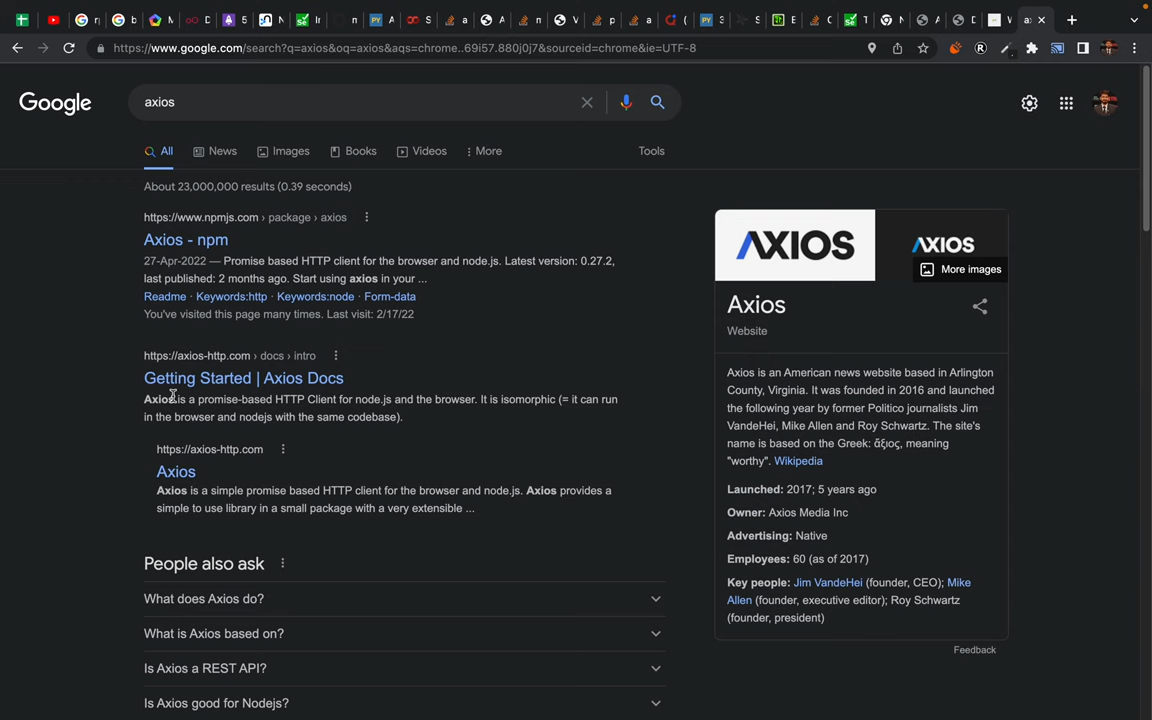 https://www.google.com/search?q=axios&oq=axios&aqs=chrome..69i57.880j0j7&sourceid=chrome&ie=UTF-8
Google
axios
All
News
Images
Books
Videos
More
Tools
About 23,000,000 results (0.39 seconds)
https://www.npmjs.com › package › axios
Axios - npm
27-Apr-2022 — Promise based HTTP client for the browser and node.js. Latest version: 0.27.2,
last published: 2 months ago. Start using axios in your ...
Readme · Keywords:http · Keywords:node · Form-data
You've visited this page many times. Last visit: 2/17/22
https://axios-http.com › docs › intro
Getting Started | Axios Docs
Axios is a promise-based HTTP Client for node.js and the browser. It is isomorphic (= it can run
in the browser and nodejs with the same codebase).
https://axios-http.com
Axios
Axios is a simple promise based HTTP client for the browser and node.js. Axios provides a
simple to use library in a small package with a very extensible ...
People also ask
What does Axios do?
What is Axios based on?
Is Axios a REST API?
Is Axios good for Nodejs?
AXIOS
AXIOS
More images
Axios
Website
Axios is an American news website based in Arlington
County, Virginia. It was founded in 2016 and launched
the following year by former Politico journalists Jim
VandeHei, Mike Allen and Roy Schwartz. The site's
name is based on the Greek: ἄξιος, meaning
"worthy". Wikipedia
Launched: 2017; 5 years ago
Owner: Axios Media Inc
Advertising: Native
Employees: 60 (as of 2017)
Key people: Jim VandeHei (founder, CEO); Mike
Allen (founder, executive editor); Roy Schwartz
(founder, president)
Feedback